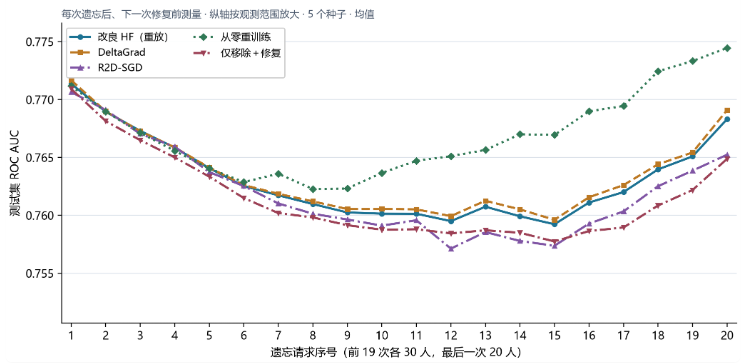 每次遗忘后、下一次修复前测量 · 纵轴按观测范围放大 · 5 个种子 · 均值
改良 HF（重放）
DeltaGrad
R2D-SGD
从零重训练
仅移除＋修复
测试集 ROC AUC
0.775
0.770
0.765
0.760
0.755
1 2 3 4 5 6 7 8 9 10 11 12 13 14 15 16 17 18 19 20
遗忘请求序号（前 19 次各 30 人，最后一次 20 人）